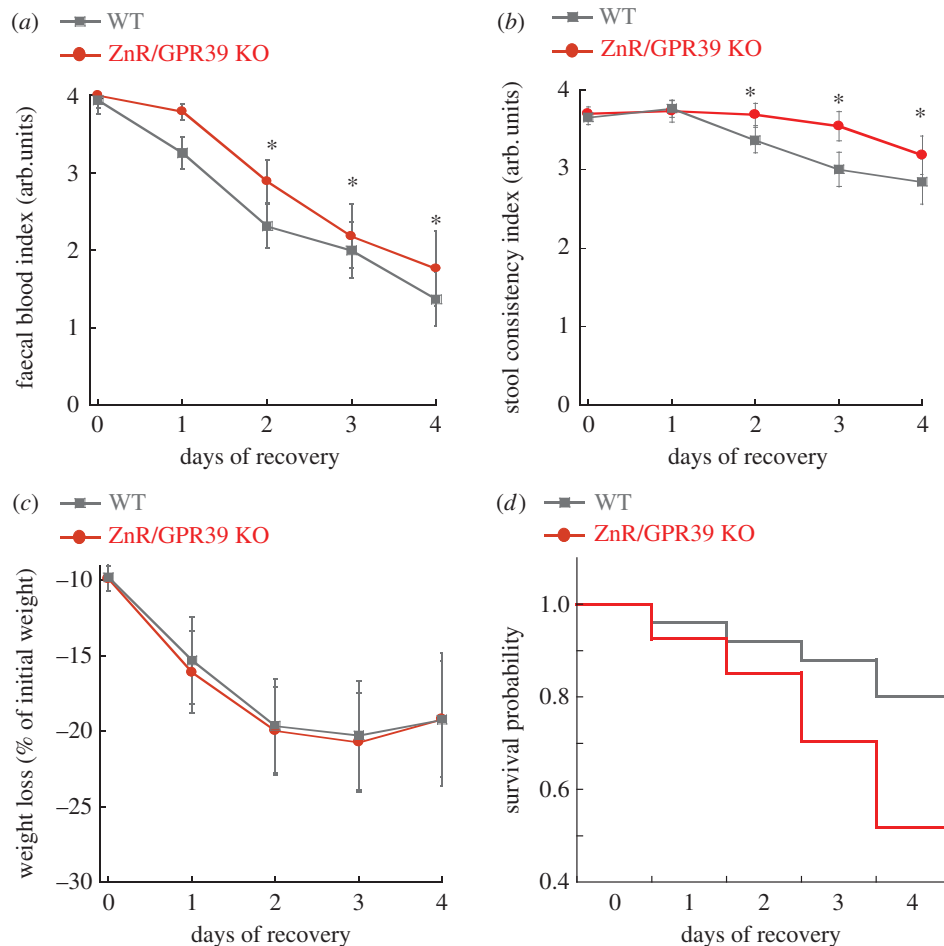 (a) WT
ZnR/GPR39 KO
faecal blood index (arb.units)
4
3
2
1
0
* * *
0 1 2 3 4
days of recovery
(b) WT
ZnR/GPR39 KO
stool consistency index (arb.units)
4
3
2
1
0
* * *
0 1 2 3 4
days of recovery
(c) WT
ZnR/GPR39 KO
weight loss (% of initial weight)
–10
–15
–20
–25
–30
0 1 2 3 4
days of recovery
(d) WT
ZnR/GPR39 KO
survival probability
1.0
0.8
0.6
0.4
0 1 2 3 4
days of recovery